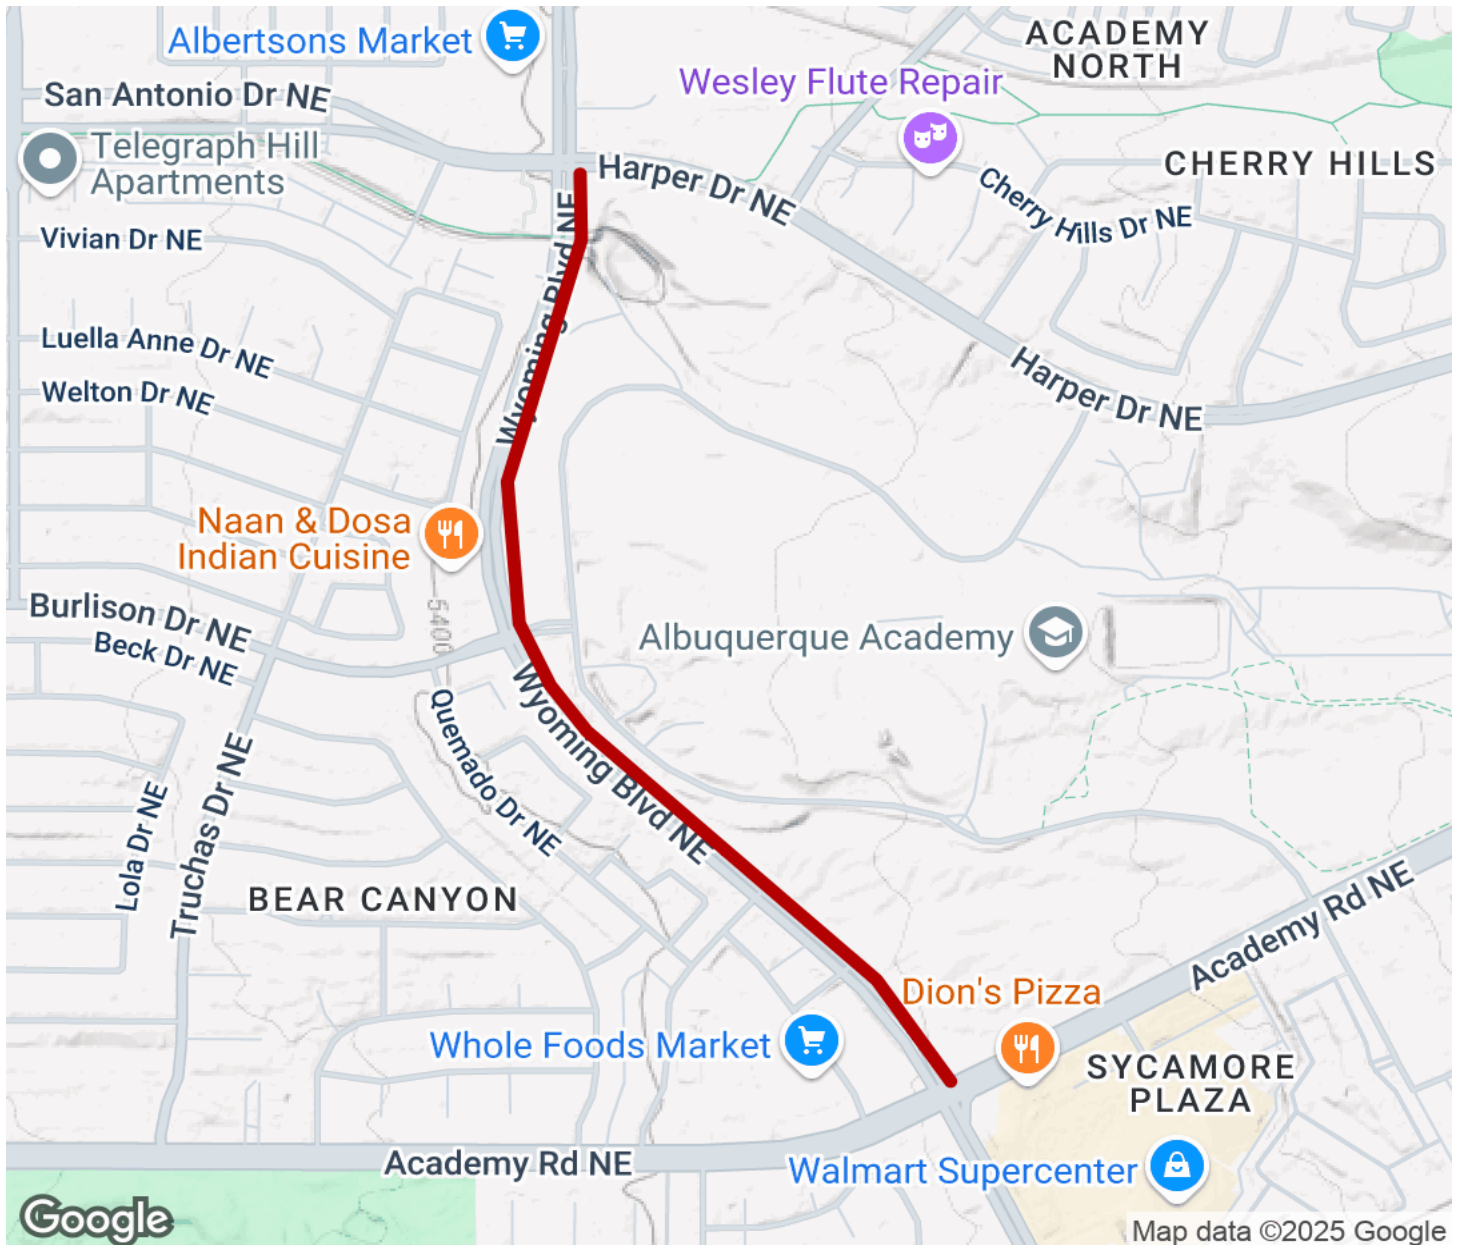 Albertsons Market
San Antonio Dr NE
Telegraph Hill
Apartments
Wesley Flute Repair
ACADEMY
NORTH
Harper Dr NE
CHERRY HILLS
Cherry Hills Dr NE
Vivian Dr NE
Wyoming Blvd NE
Luella Anne Dr NE
Welton Dr NE
Harper Dr NE
Naan & Dosa
Indian Cuisine
5400
Burlison Dr NE
Beck Dr NE
Albuquerque Academy
Quemado Dr NE
Wyoming Blvd NE
Lola Dr NE
Truchas Dr NE
BEAR CANYON
Academy Rd NE
Dion's Pizza
Whole Foods Market
SYCAMORE
PLAZA
Academy Rd NE
Walmart Supercenter
Google
Map data ©2025 Google